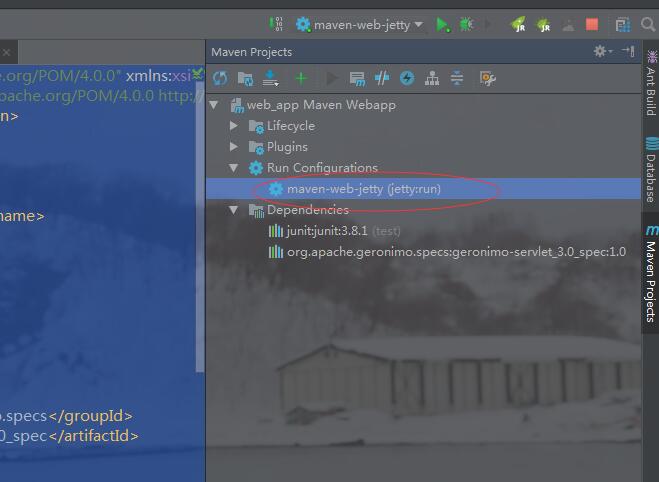 maven-web-jetty
Maven Projects
e.org/POM/4.0.0" xmlns:xsi
pache.org/POM/4.0.0 http://
n>
name>
o.specs</groupId>
0_spec</artifactId>
web_app Maven Webapp
Lifecycle
Plugins
Run Configurations
maven-web-jetty (jetty:run)
Dependencies
junit:junit:3.8.1 (test)
org.apache.geronimo.specs:geronimo-servlet_3.0_spec:1.0
Ant Build
Database
Maven Projects